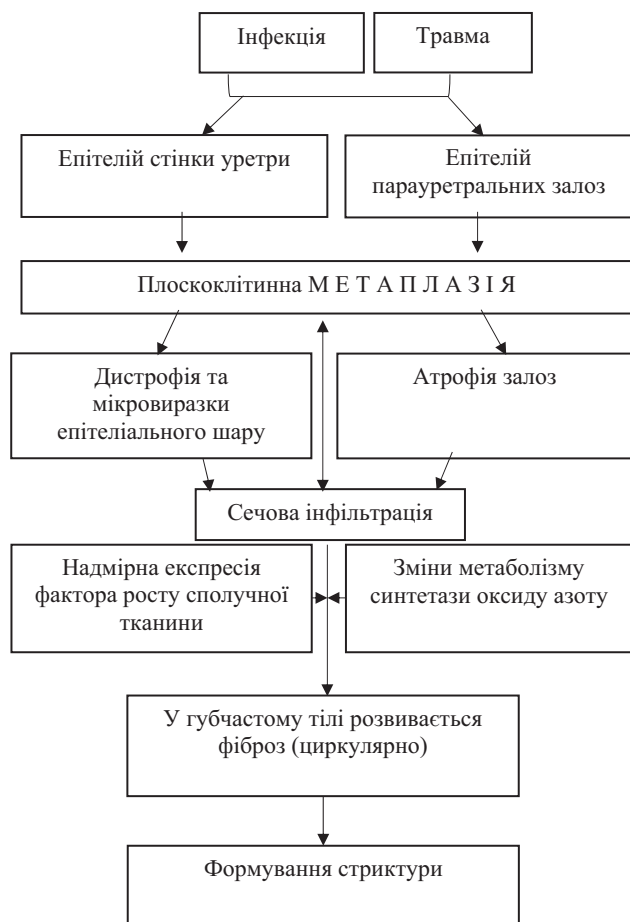 Інфекція
Травма
Епітелій стінки уретри
Епітелій
парауретральних залоз
Плоскоклітинна М Е Т А П Л А З І Я
Дистрофія та
мікровиразки
епітеліального шару
Атрофія залоз
Сечова інфільтрація
Надмірна експресія
фактора росту сполучної
тканини
Зміни метаболізму
синтетази оксиду азоту
У губчастому тілі розвивається
фіброз (циркулярно)
Формування стриктури